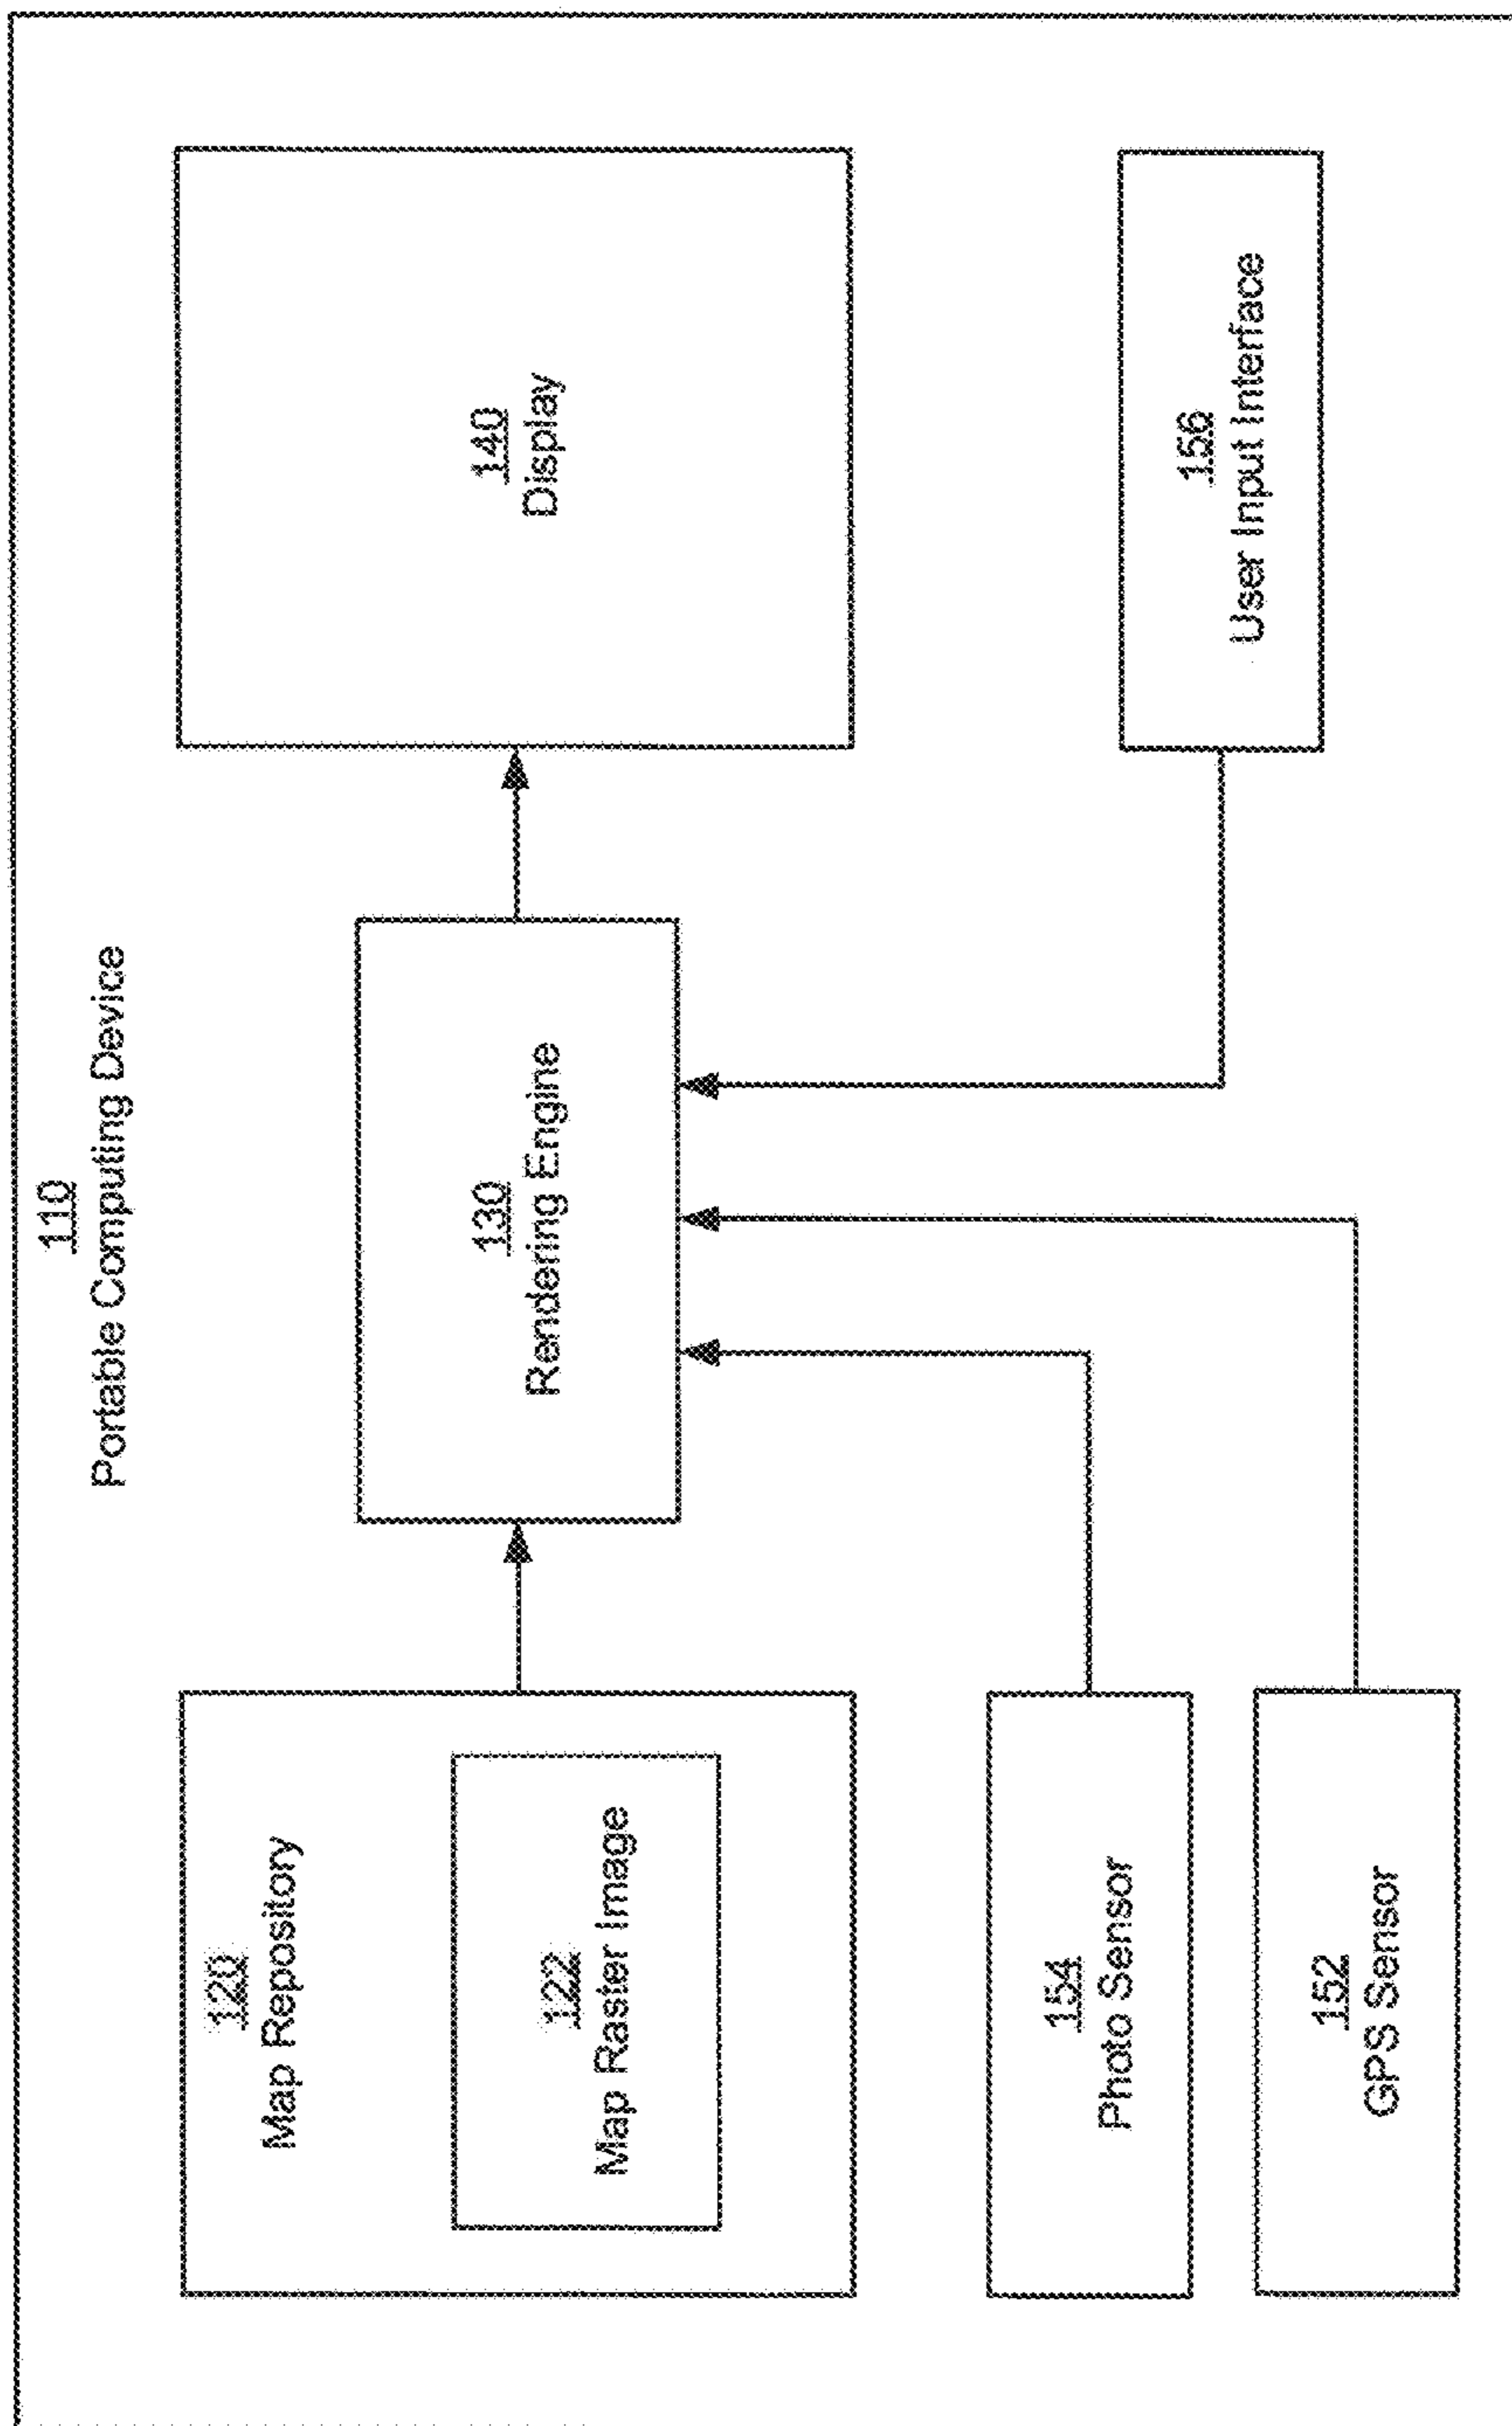 110
Portable Computing Device
120
Map Repository
122
Map Raster Image
130
Rendering Engine
140
Display
154
Photo Sensor
152
GPS Sensor
156
User Input Interface